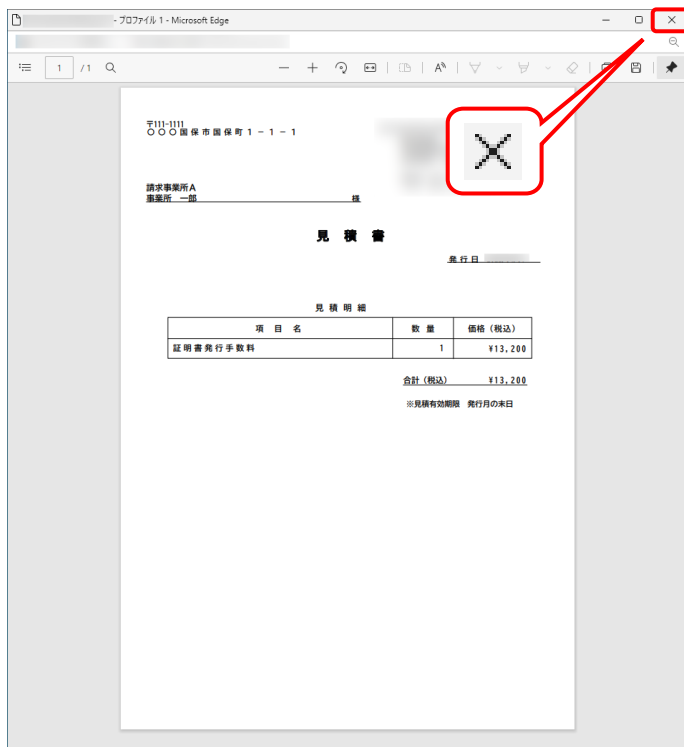 - プロファイル 1 - Microsoft Edge
1 / 1
〒111-1111
〇〇〇国保市国保町1-1-1
請求事業所A
事業所 一郎 様
見 積 書
発行日
見積明細
項 目 名 数 量 価格（税込）
証明書発行手数料 1 ¥13,200
合計（税込） ¥13,200
※見積有効期限 発行月の末日